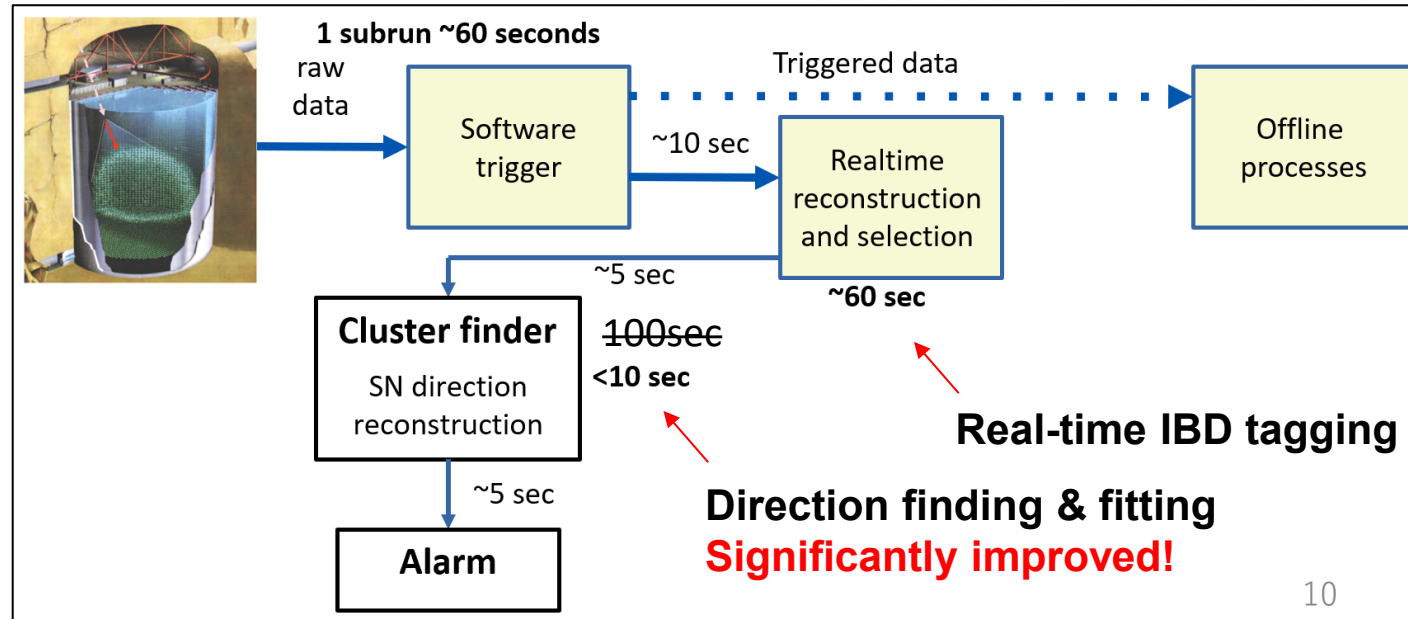 1 subrun ~60 seconds
raw
data
Software
trigger
Triggered data
~10 sec
Realtime
reconstruction
and selection
Offline
processes
~5 sec
~60 sec
Cluster finder
SN direction
reconstruction
100sec
<10 sec
Real-time IBD tagging
~5 sec
Direction finding & fitting
Significantly improved!
Alarm
10